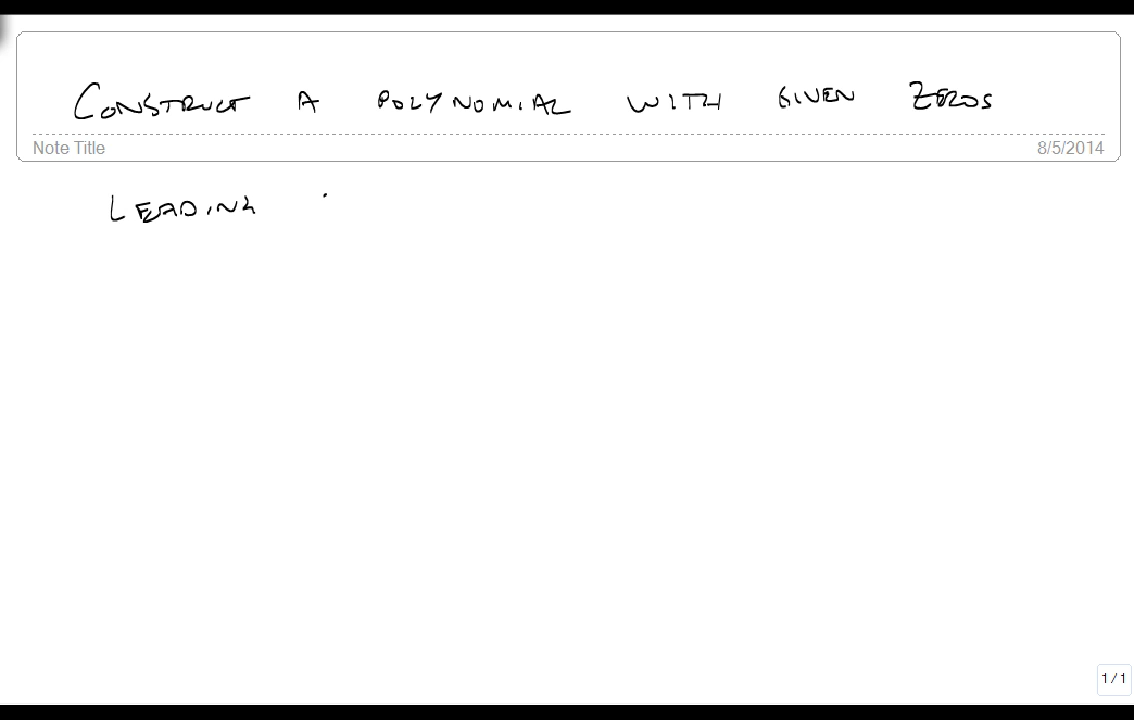 CONSTRUCT A POLYNOMIAL WITH GIVEN ZEROS
Note Title 8/5/2014
LEADING
1/1